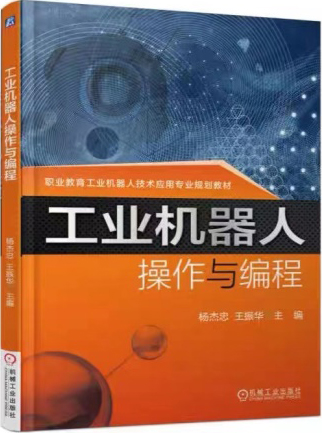 工业机器人操作与编程
杨杰忠 王振华 主编
机械工业出版社
职业教育工业机器人技术应用专业规划教材
工业机器人
操作与编程
杨杰忠 王振华 主 编
机械工业出版社